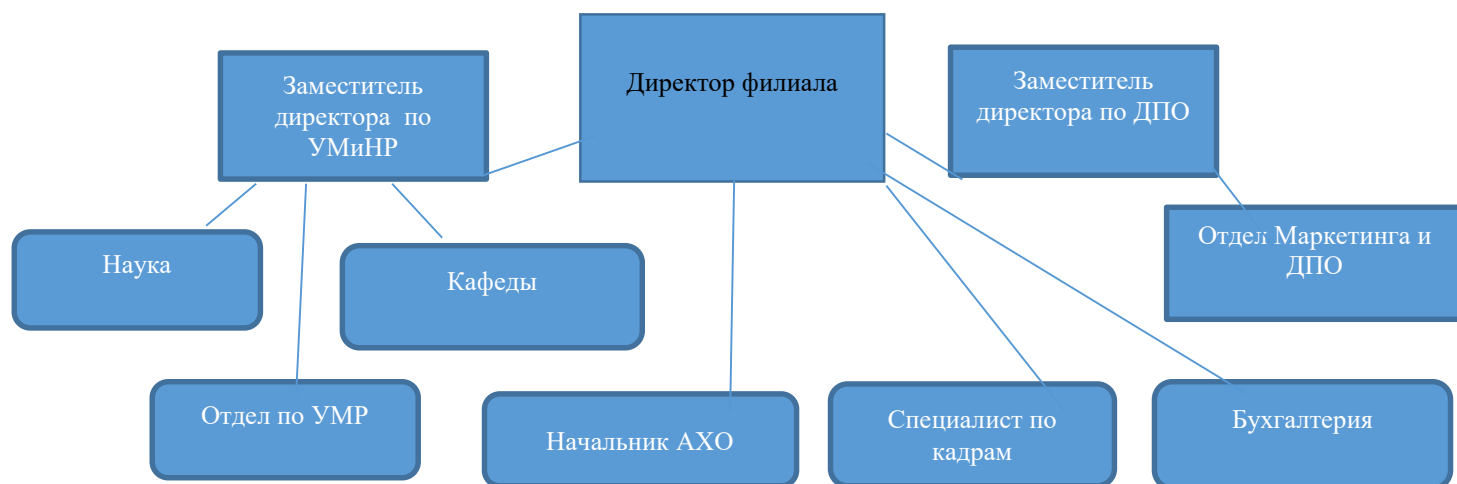 Заместитель
директора по
УМиНР
Директор филиала
Заместитель
директора по ДПО
Наука
Кафеды
Отдел Маркетинга и
ДПО
Отдел по УМР
Начальник АХО
Специалист по
кадрам
Бухгалтерия